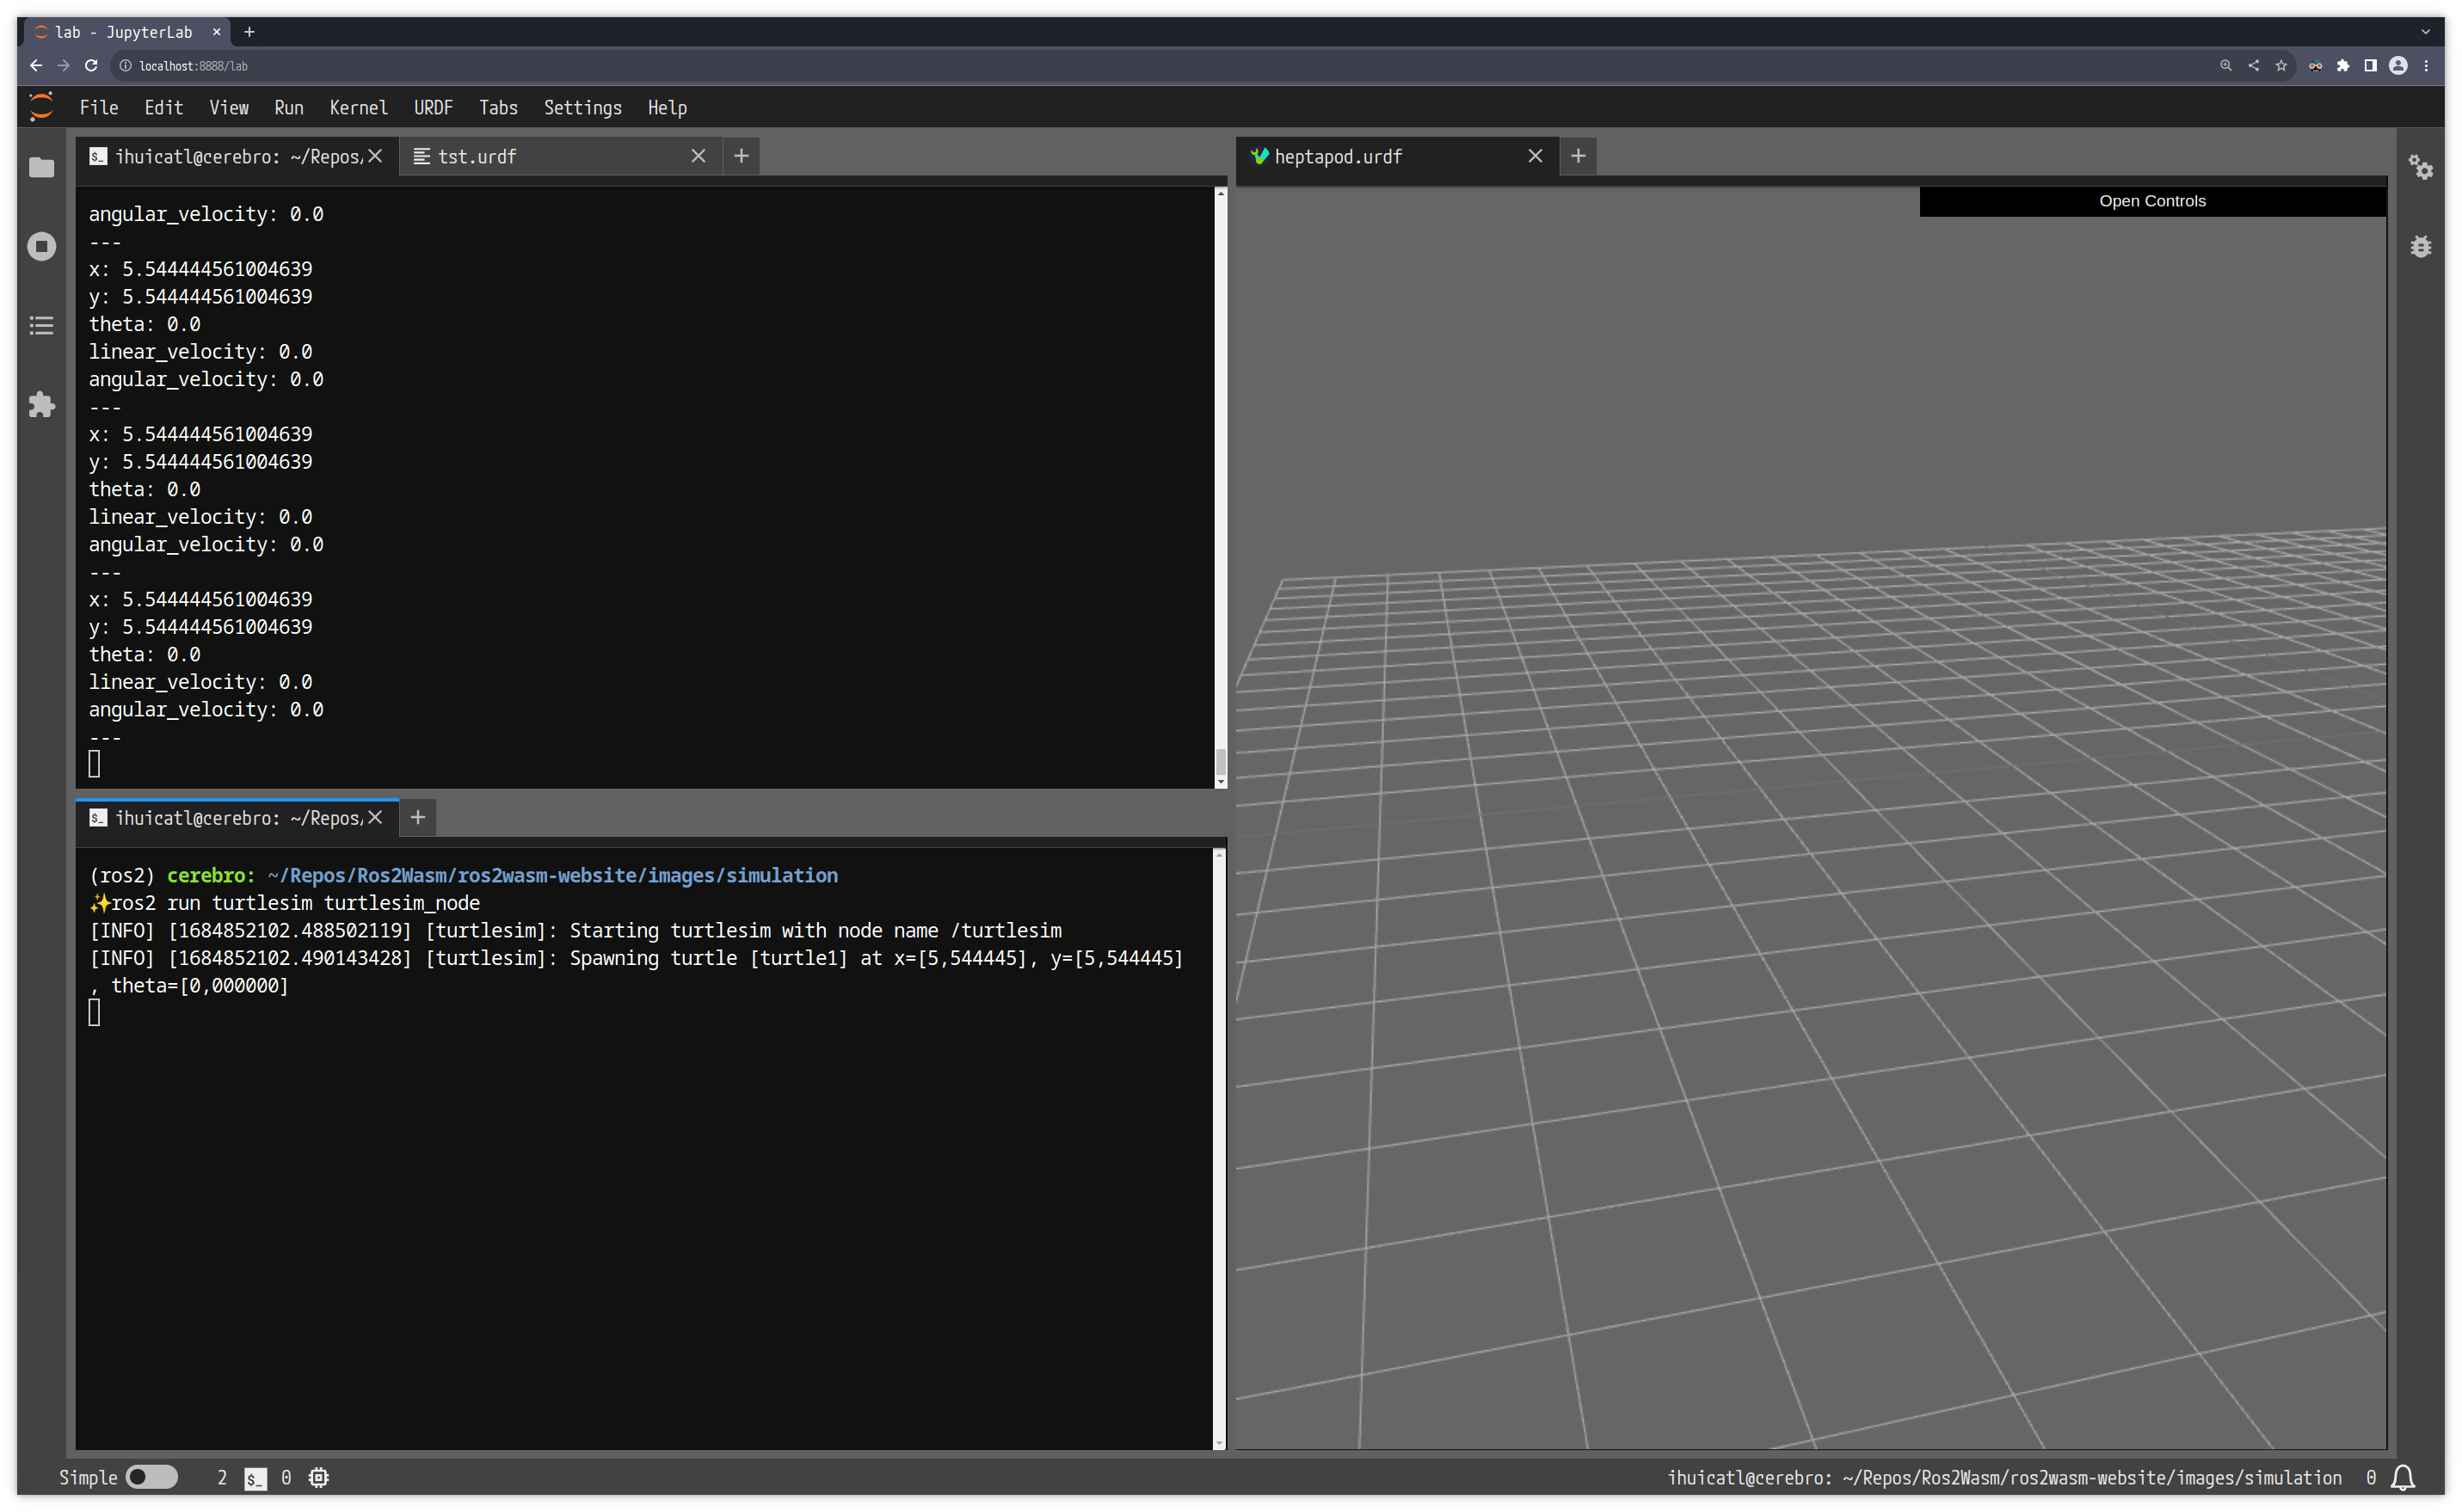 lab - JupyterLab
localhost:8888/lab
File Edit View Run Kernel URDF Tabs Settings Help
ihuicatl@cerebro: ~/Repos/
tst.urdf
angular_velocity: 0.0
---
x: 5.544444561004639
y: 5.544444561004639
theta: 0.0
linear_velocity: 0.0
angular_velocity: 0.0
---
x: 5.544444561004639
y: 5.544444561004639
theta: 0.0
linear_velocity: 0.0
angular_velocity: 0.0
---
x: 5.544444561004639
y: 5.544444561004639
theta: 0.0
linear_velocity: 0.0
angular_velocity: 0.0
---
ihuicatl@cerebro: ~/Repos/
(ros2) cerebro: ~/Repos/Ros2Wasm/ros2wasm-website/images/simulation
✨ros2 run turtlesim turtlesim_node
[INFO] [1684852102.488502119] [turtlesim]: Starting turtlesim with node name /turtlesim
[INFO] [1684852102.490143428] [turtlesim]: Spawning turtle [turtle1] at x=[5,544445], y=[5,544445]
, theta=[0,000000]
heptapod.urdf
Open Controls
Simple 2 $_ 0
ihuicatl@cerebro: ~/Repos/Ros2Wasm/ros2wasm-website/images/simulation 0